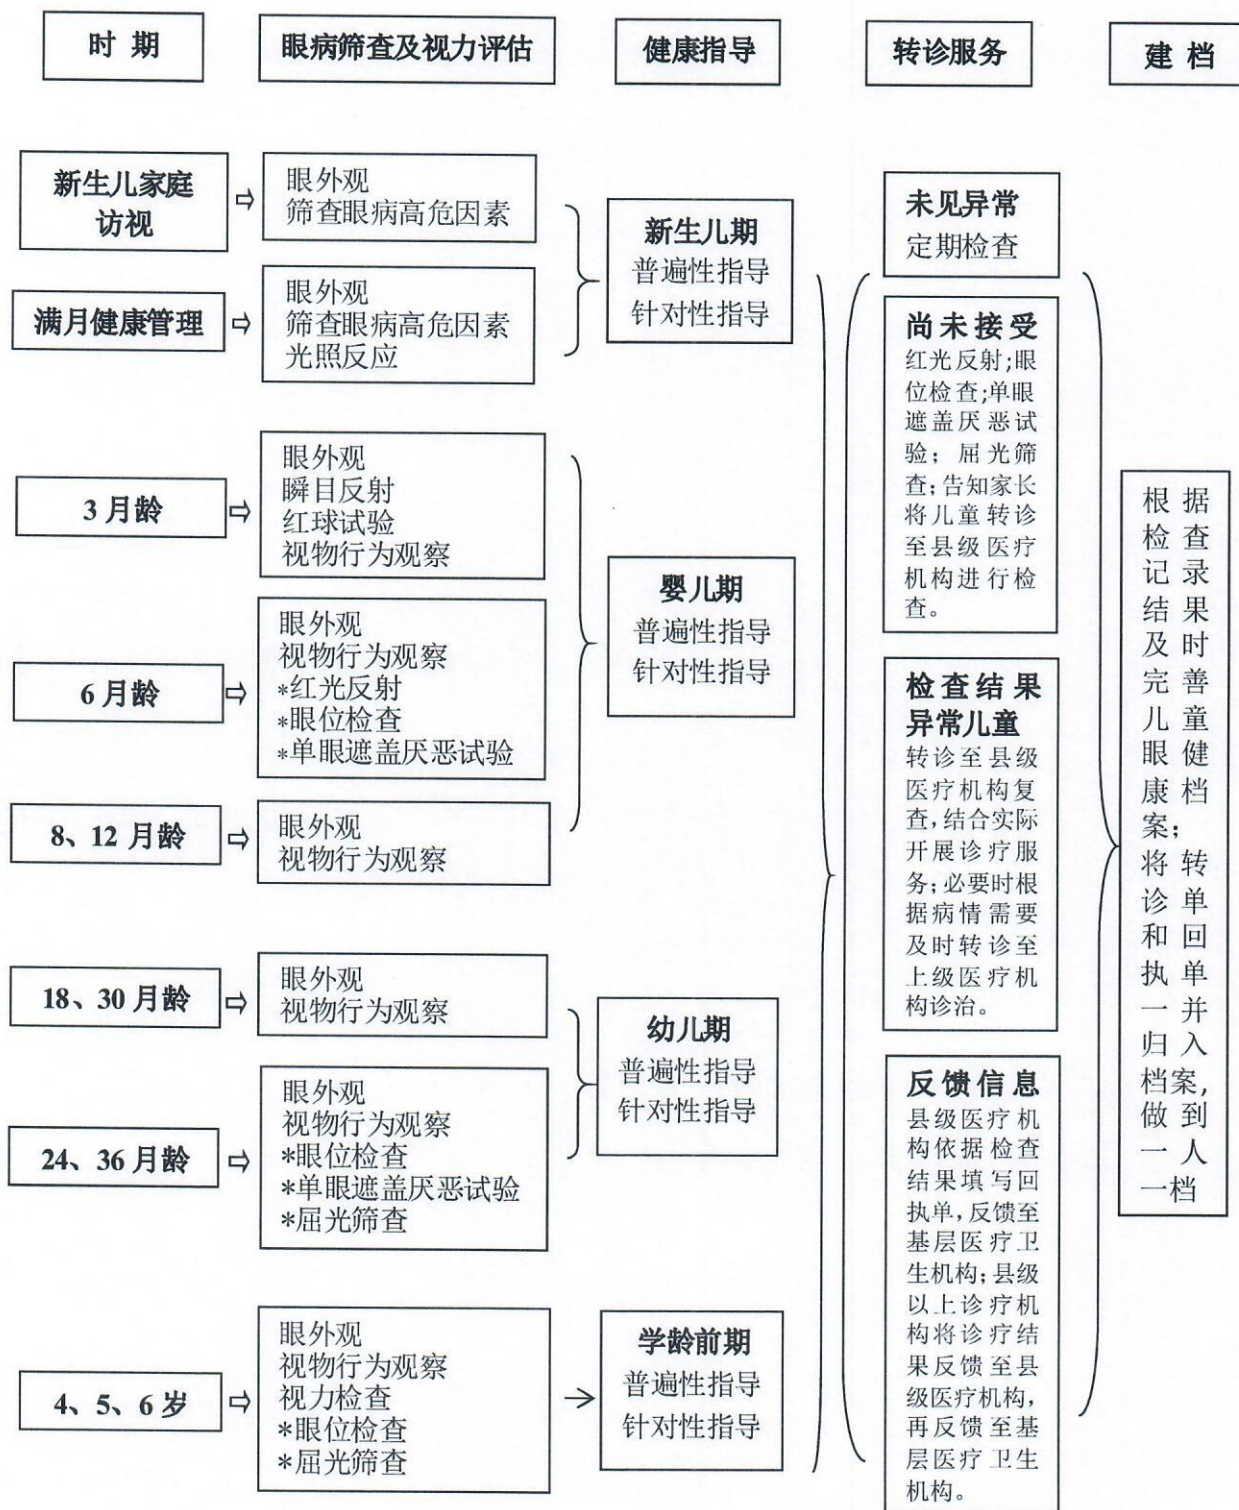 时 期
眼病筛查及视力评估
健康指导
转诊服务
建 档
新生儿家庭
访视
眼外观
筛查眼病高危因素
满月健康管理
眼外观
筛查眼病高危因素
光照反应
新生儿期
普遍性指导
针对性指导
3 月龄
眼外观
瞬目反射
红球试验
视物行为观察
6 月龄
眼外观
视物行为观察
*红光反射
*眼位检查
*单眼遮盖厌恶试验
8、12 月龄
眼外观
视物行为观察
婴儿期
普遍性指导
针对性指导
18、30 月龄
眼外观
视物行为观察
24、36 月龄
眼外观
视物行为观察
*眼位检查
*单眼遮盖厌恶试验
*屈光筛查
幼儿期
普遍性指导
针对性指导
4、5、6 岁
眼外观
视物行为观察
视力检查
*眼位检查
*屈光筛查
学龄前期
普遍性指导
针对性指导
未见异常
定期检查
尚未接受
红光反射;眼
位检查;单眼
遮盖厌恶试
验；屈光筛
查;告知家长
将儿童转诊
至县级医疗
机构进行检
查。
检查结果
异常儿童
转诊至县级
医疗机构复
查,结合实际
开展诊疗服
务;必要时根
据病情需要
及时转诊至
上级医疗机
构诊治。
反馈信息
县级医疗机
构依据检查
结果填写回
执单,反馈至
基层医疗卫
生机构;县级
以上诊疗机
构将诊疗结
果反馈至县
级医疗机构,
再反馈至基
层医疗卫生
机构。
根据
检查
记录
结果
及时
完善
儿童
眼健
康档
案；
将转
诊单
和回
执单
一并
归入
档案,
做到
一人
一档